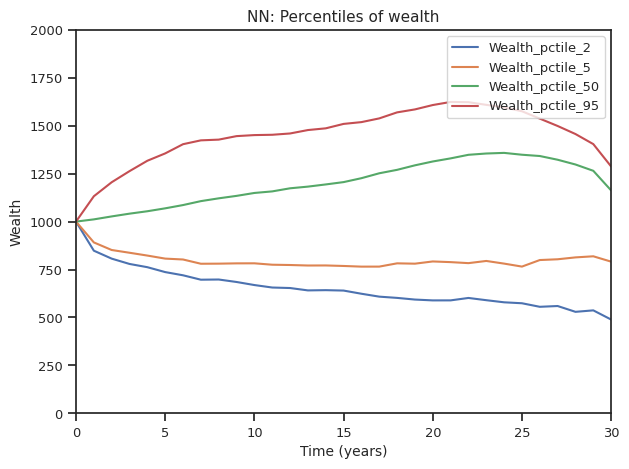 NN: Percentiles of wealth
Wealth
2000
1750
1500
1250
1000
750
500
250
0
Wealth_pctile_2
Wealth_pctile_5
Wealth_pctile_50
Wealth_pctile_95
0 5 10 15 20 25 30
Time (years)